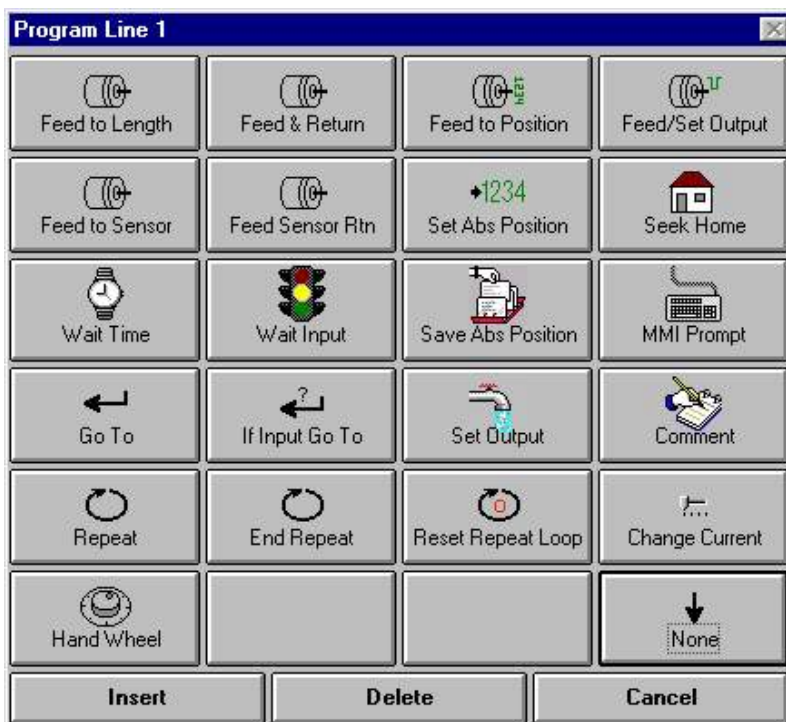 Program Line 1
1234
Feed to Length
Feed & Return
Feed to Position
Feed/Set Output
1234
Feed to Sensor
Feed Sensor Rtn
Set Abs Position
Seek Home
Wait Time
Wait Input
Save Abs Position
MMI Prompt
?
Go To
If Input Go To
Set Output
Comment
0
Repeat
End Repeat
Reset Repeat Loop
Change Current
Hand Wheel
None
Insert
Delete
Cancel